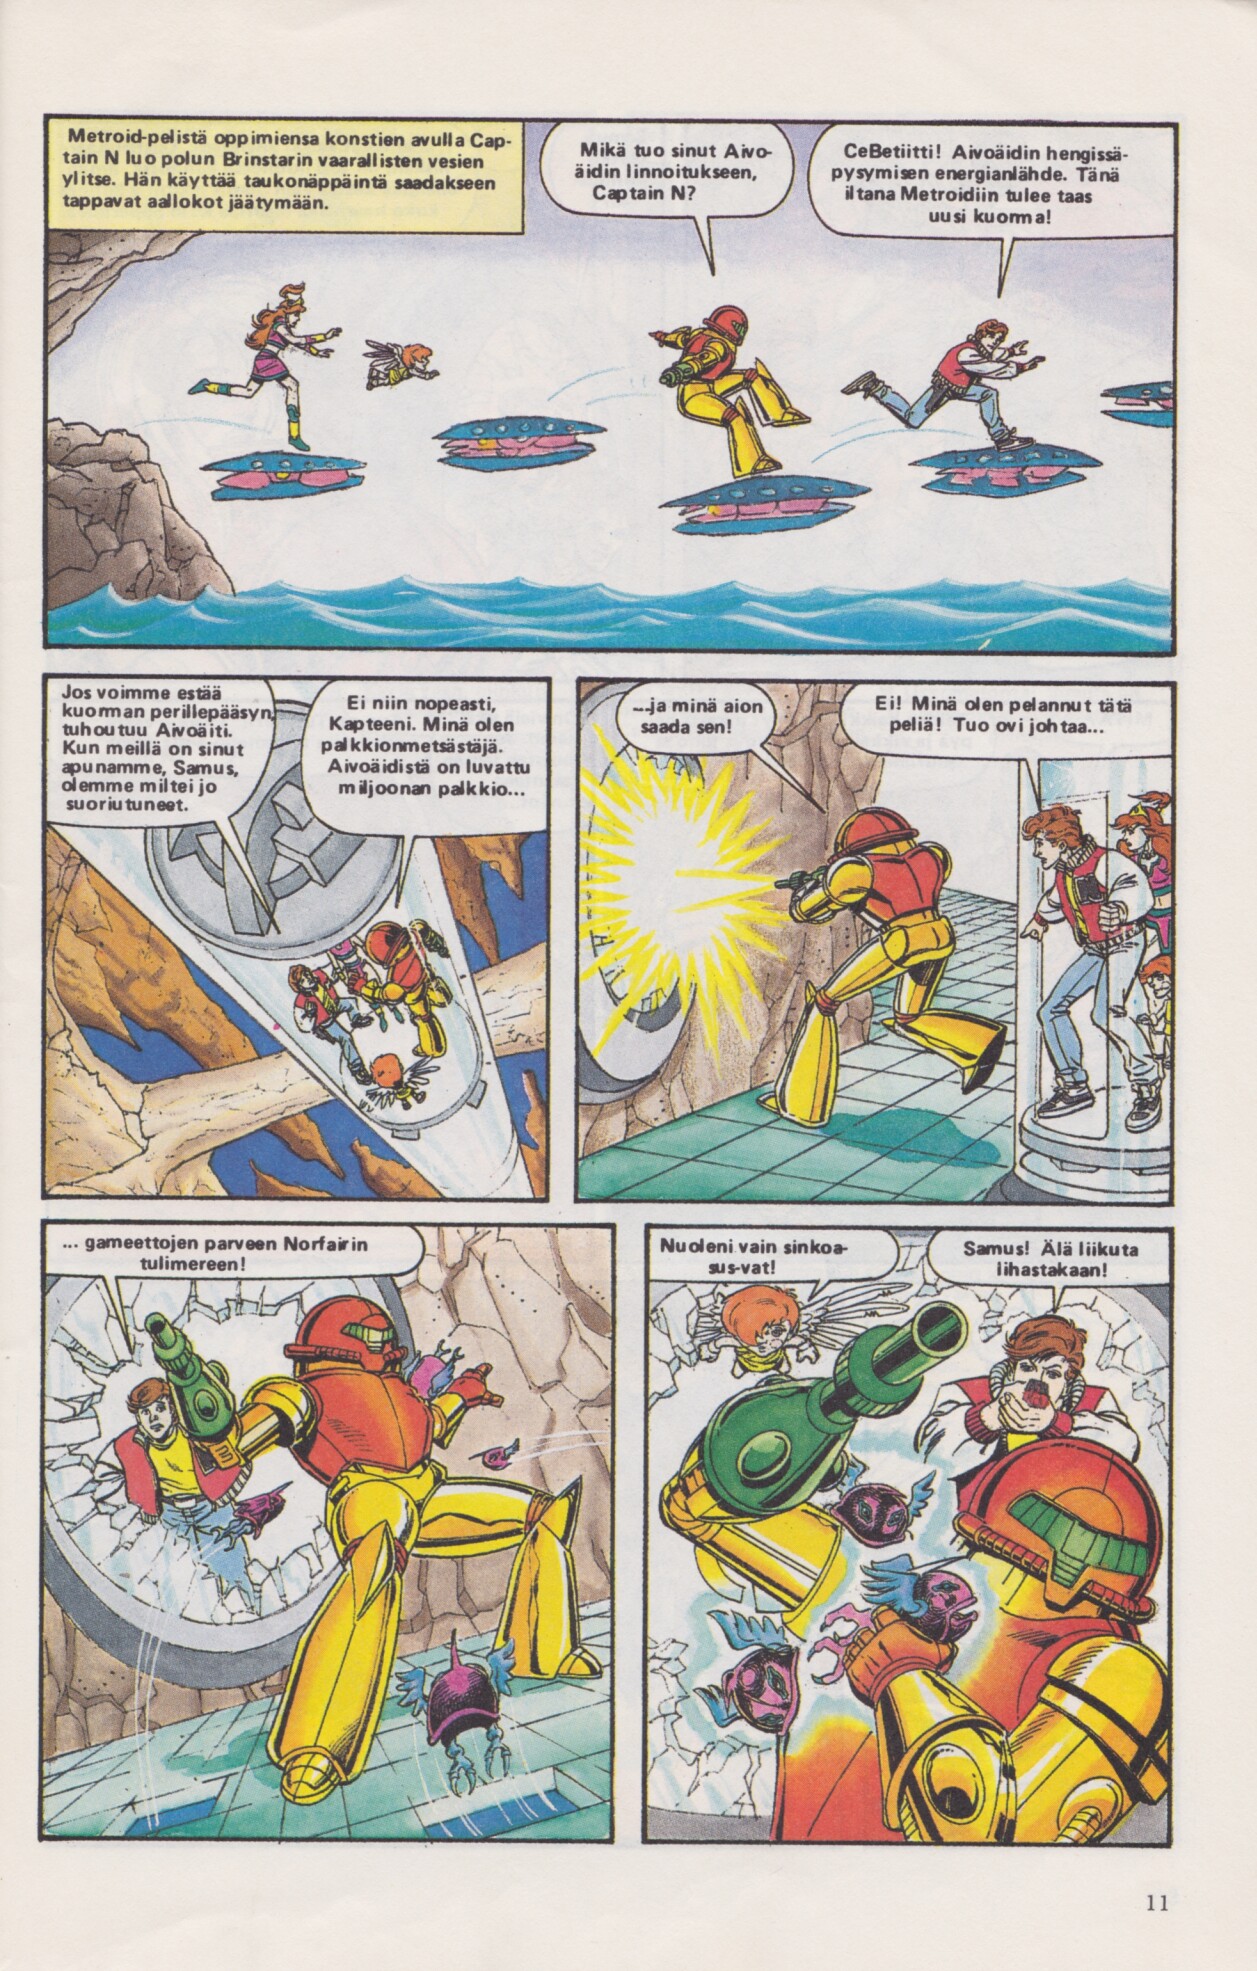 Metroid-pelistä oppimiensa konstien avulla Cap-
tain N luo polun Brinstarin vaarallisten vesien
ylitse. Hän käyttää taukonäppäintä saadakseen
tappavat aallokot jäätymään.
Mikä tuo sinut Aivo-
äidin linnoitukseen,
Captain N?
CeBetiitti! Aivoäidin hengissä-
pysymisen energianlähde. Tänä
iltana Metroidiin tulee taas
uusi kuorma!
Jos voimme estää
kuorman perillepääsyn,
tuhoutuu Aivoäiti.
Kun meillä on sinut
apunamme, Samus,
olemme miltei jo
suoriutuneet.
Ei niin nopeasti,
Kapteeni. Minä olen
palkkionmetsästäjä.
Aivoäidistä on luvattu
miljoonan palkkio...
...ja minä aion
saada sen!
Ei! Minä olen pelannut tätä
peliä! Tuo ovi johtaa...
... gameettojen parveen Norfairin
tulimereen!
Nuoleni vain sinkoa-
sus-vat!
Samus! Älä liikuta
lihastakaan!
11